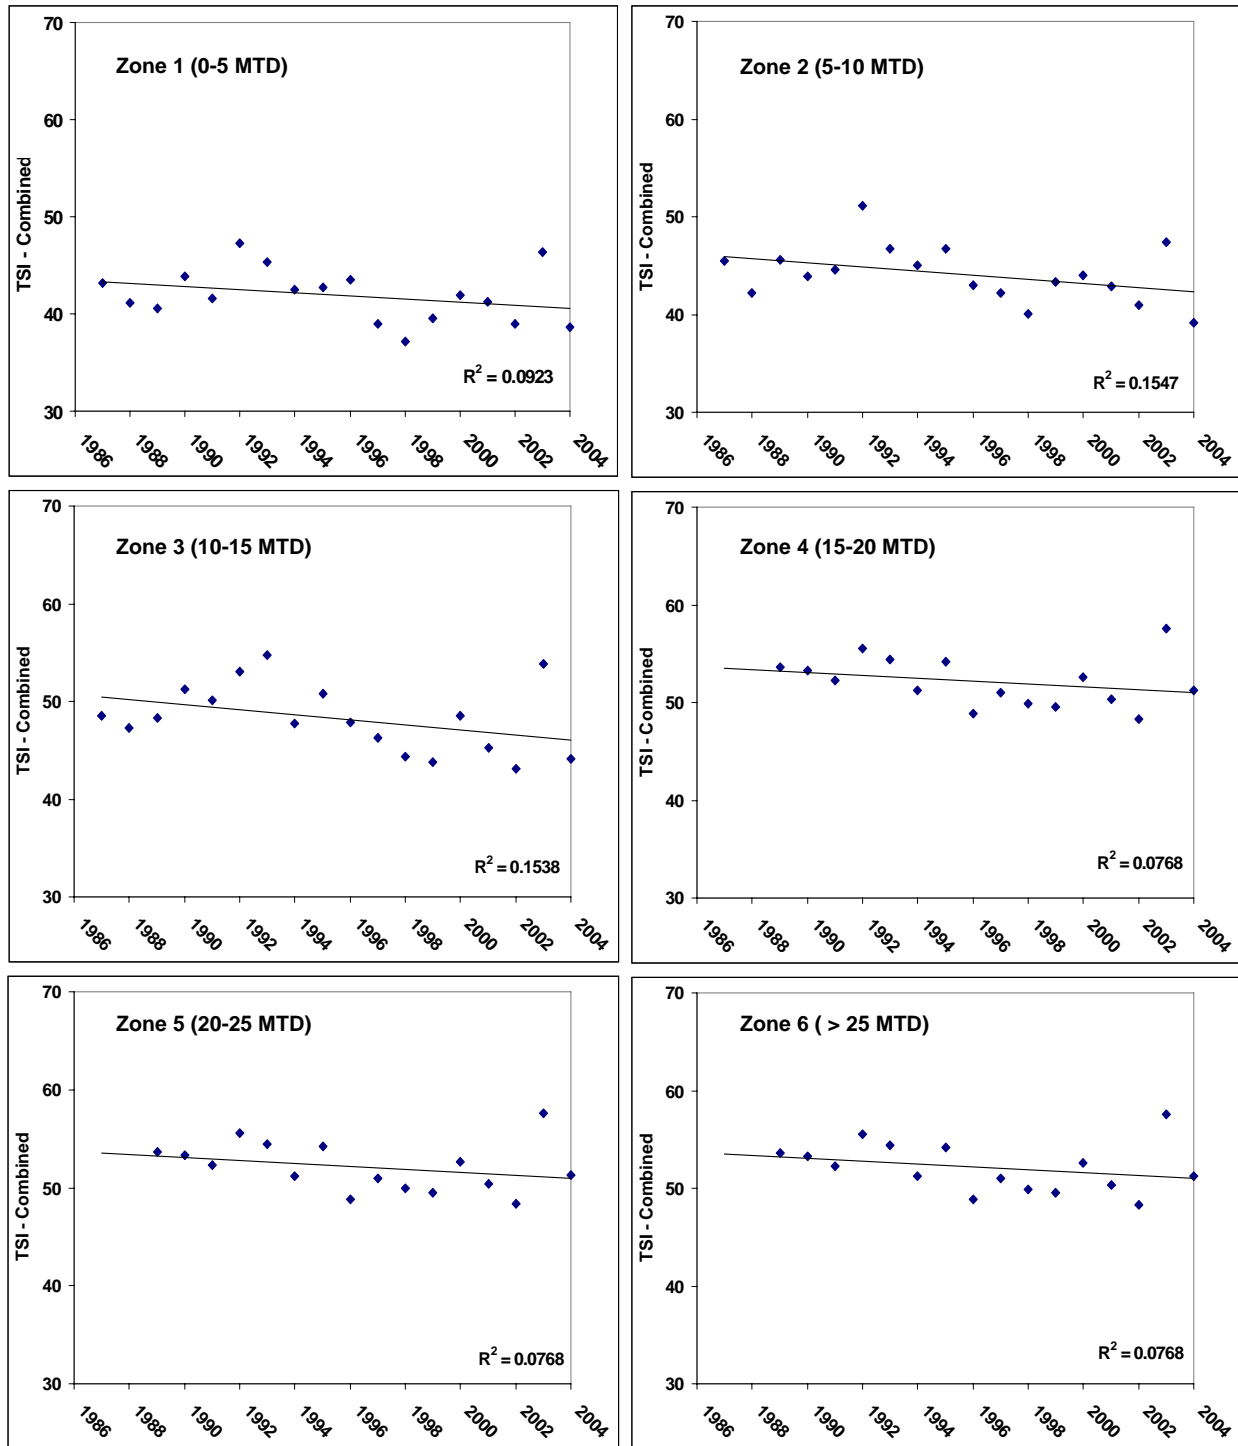 Zone 1 (0-5 MTD)
TSI - Combined
70
60
50
40
30
R² = 0.0923
1986 1988 1990 1992 1994 1996 1998 2000 2002 2004
Zone 2 (5-10 MTD)
TSI - Combined
70
60
50
40
30
R² = 0.1547
1986 1988 1990 1992 1994 1996 1998 2000 2002 2004
Zone 3 (10-15 MTD)
TSI - Combined
70
60
50
40
30
R² = 0.1538
1986 1988 1990 1992 1994 1996 1998 2000 2002 2004
Zone 4 (15-20 MTD)
TSI - Combined
70
60
50
40
30
R² = 0.0768
1986 1988 1990 1992 1994 1996 1998 2000 2002 2004
Zone 5 (20-25 MTD)
TSI - Combined
70
60
50
40
30
R² = 0.0768
1986 1988 1990 1992 1994 1996 1998 2000 2002 2004
Zone 6 ( > 25 MTD)
TSI - Combined
70
60
50
40
30
R² = 0.0768
1986 1988 1990 1992 1994 1996 1998 2000 2002 2004